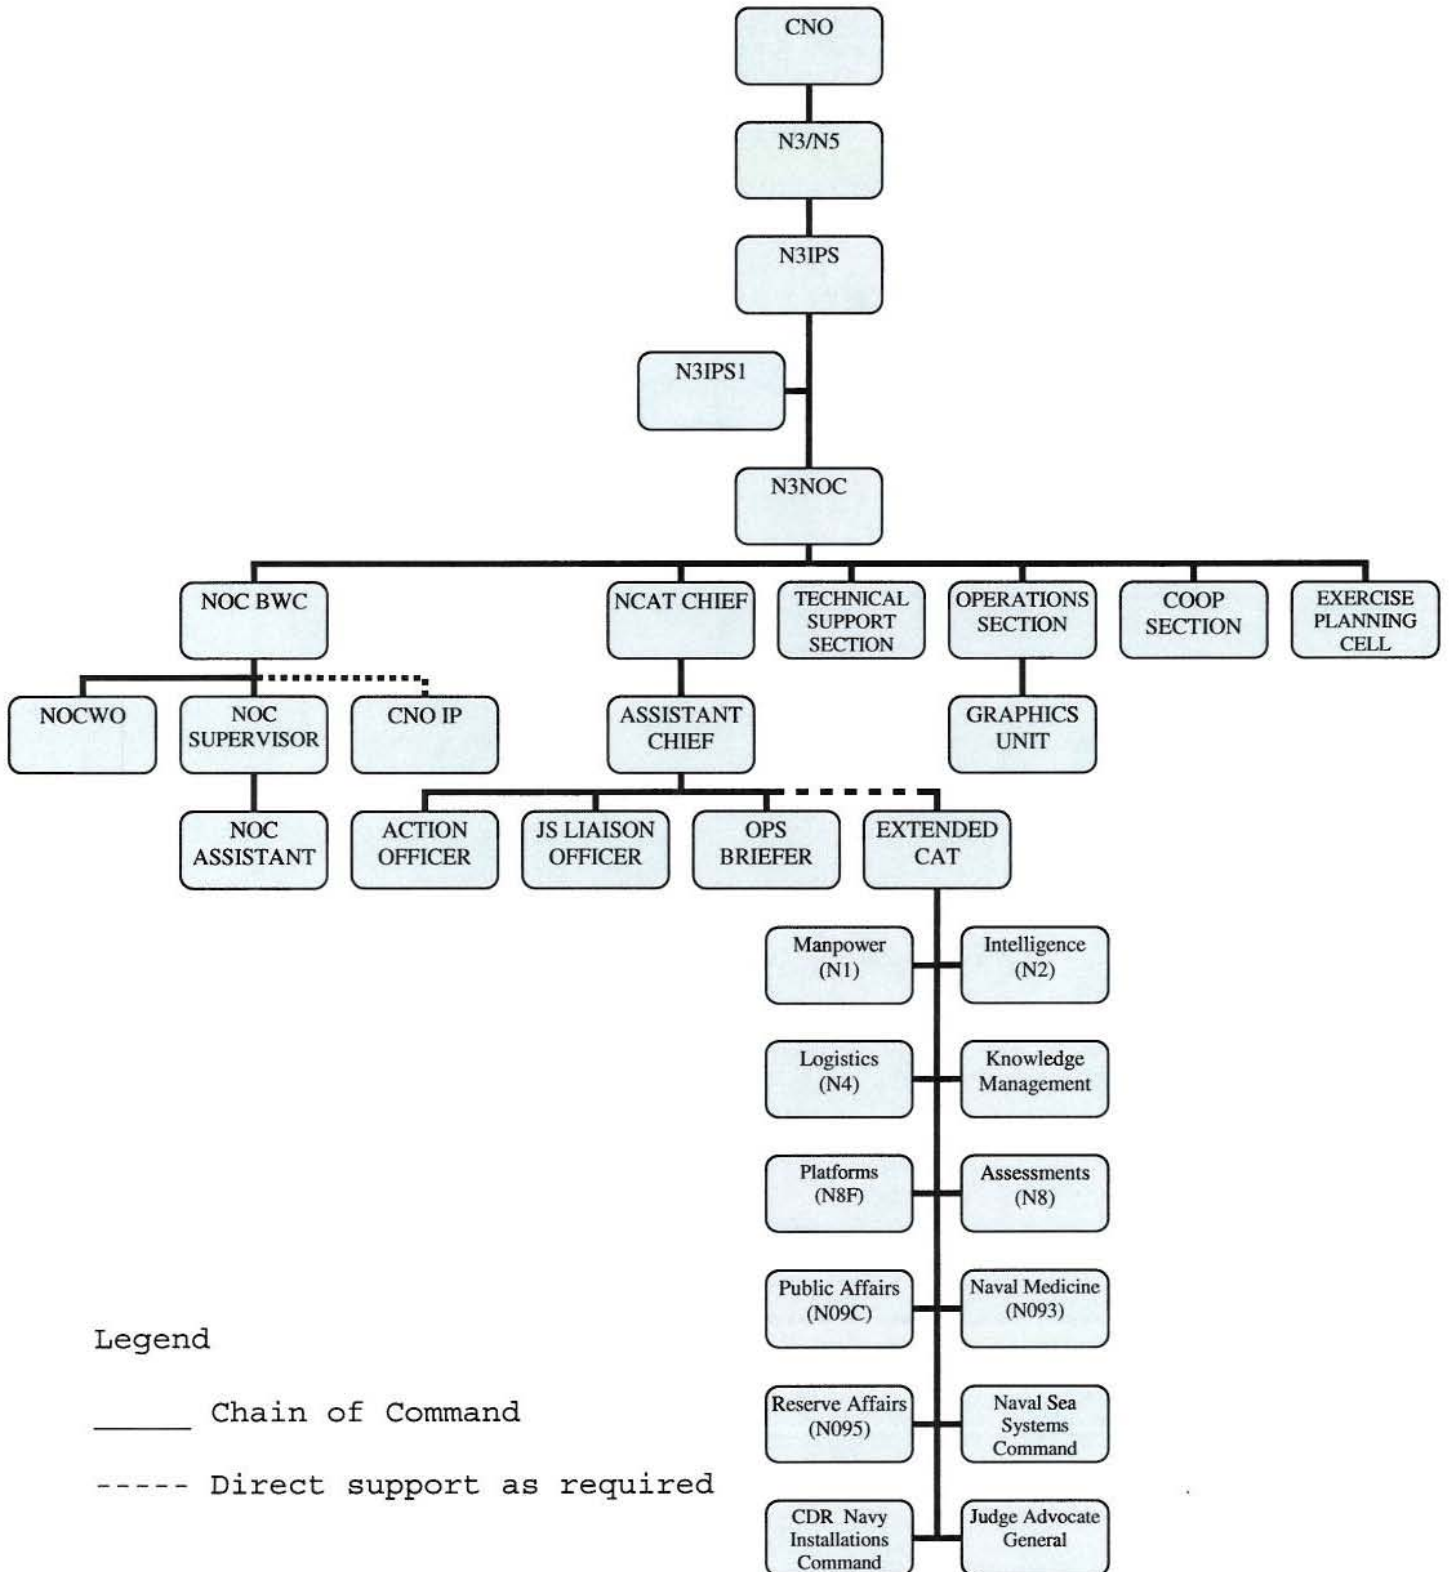 CNO
N3/N5
N3IPS
N3IPS1
N3NOC
NOC BWC
NCAT CHIEF
TECHNICAL
SUPPORT
SECTION
OPERATIONS
SECTION
COOP
SECTION
EXERCISE
PLANNING
CELL
NOCWO
NOC
SUPERVISOR
CNO IP
ASSISTANT
CHIEF
GRAPHICS
UNIT
NOC
ASSISTANT
ACTION
OFFICER
JS LIAISON
OFFICER
OPS
BRIEFER
EXTENDED
CAT
Manpower
(N1)
Intelligence
(N2)
Logistics
(N4)
Knowledge
Management
Platforms
(N8F)
Assessments
(N8)
Public Affairs
(N09C)
Naval Medicine
(N093)
Reserve Affairs
(N095)
Naval Sea
Systems
Command
CDR Navy
Installations
Command
Judge Advocate
General
Legend
______ Chain of Command
----- Direct support as required